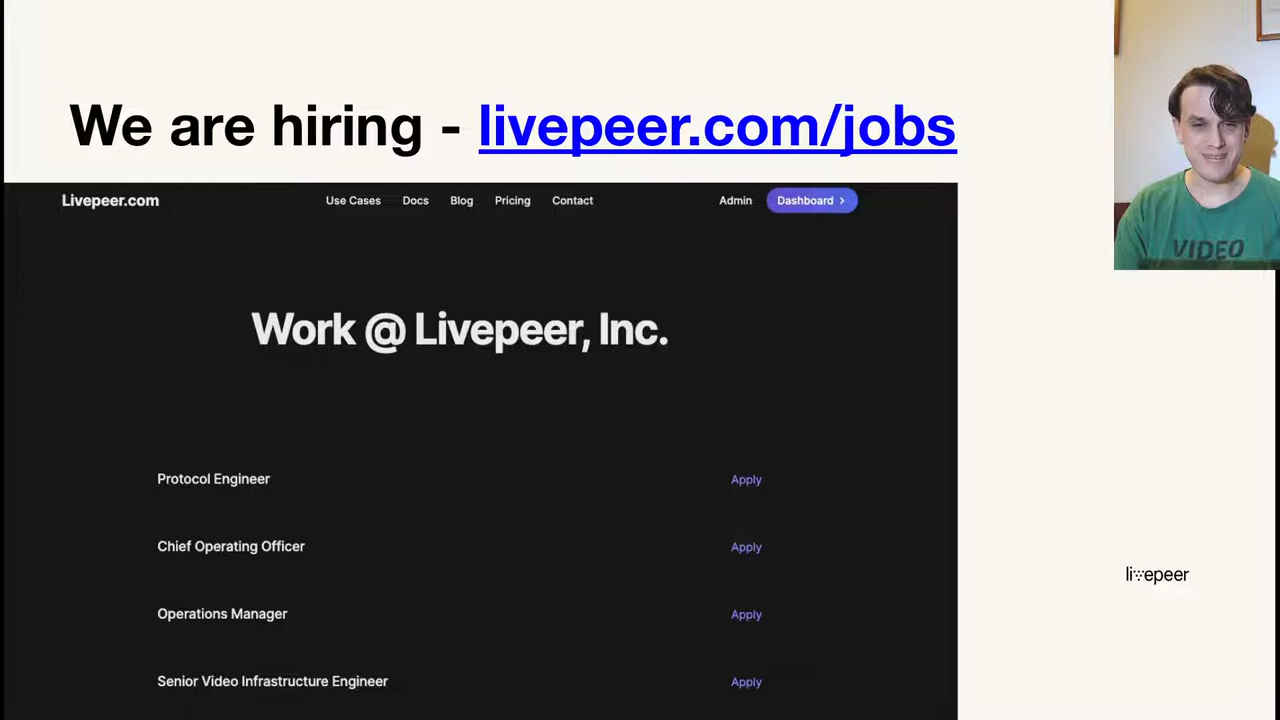 We are hiring - livepeer.com/jobs
Livepeer.com
Use Cases
Docs
Blog
Pricing
Contact
Admin
Dashboard >
Work @ Livepeer, Inc.
Protocol Engineer
Apply
Chief Operating Officer
Apply
Operations Manager
Apply
Senior Video Infrastructure Engineer
Apply
VIDEO
livepeer